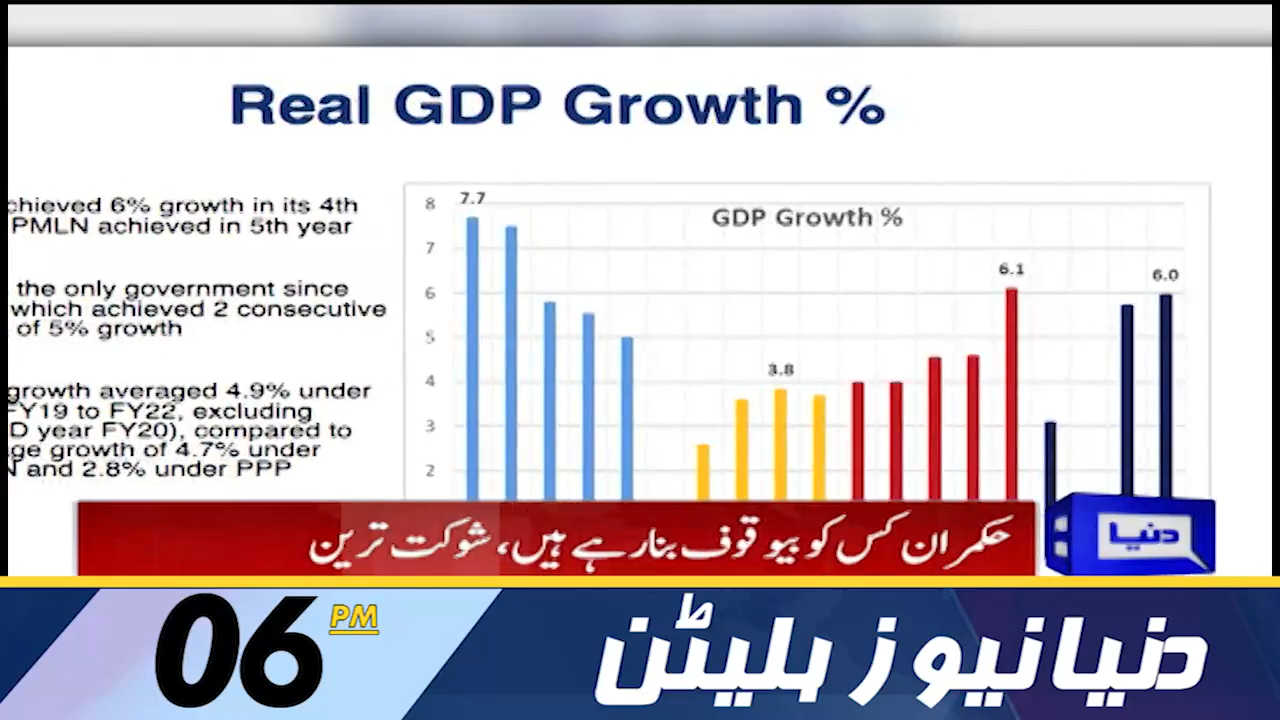 Real GDP Growth %
chieved 6% growth in its 4th
PMLN achieved in 5th year
the only government since
which achieved 2 consecutive
of 5% growth
growth averaged 4.9% under
FY19 to FY22, excluding
D year FY20), compared to
ge growth of 4.7% under
and 2.8% under PPP
GDP Growth %
7.7
3.8
6.1
6.0
8
7
6
5
4
3
2
حکمران کس کو بیوقوف بنارہے ہیں، شوکت ترین
دنیا
06 PM
دنیا نیوز بلیٹن